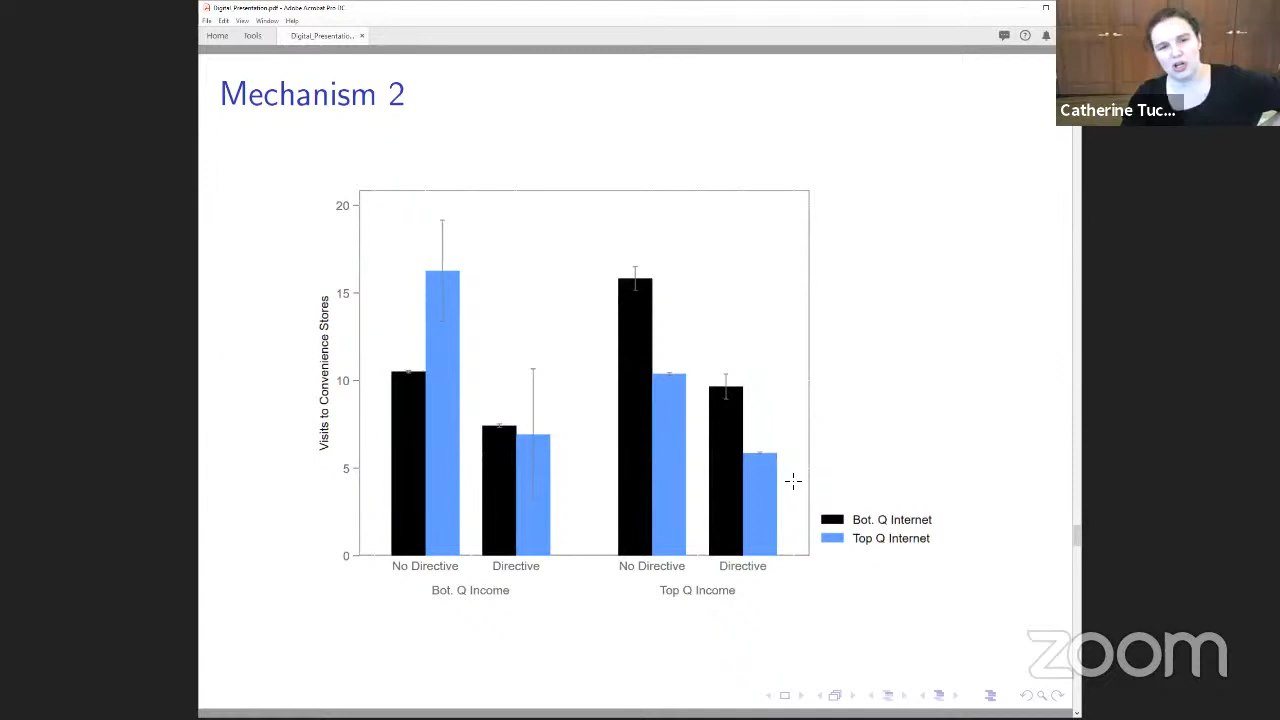 Digital_Presentation.pdf - Adobe Acrobat Pro DC
File Edit View Window Help
Home Tools Digital_Presentatio... ×
Catherine Tuc...
Mechanism 2
Visits to Convenience Stores
20
15
10
5
0
No Directive Directive No Directive Directive
Bot. Q Income Top Q Income
Bot. Q Internet
Top Q Internet
zoom